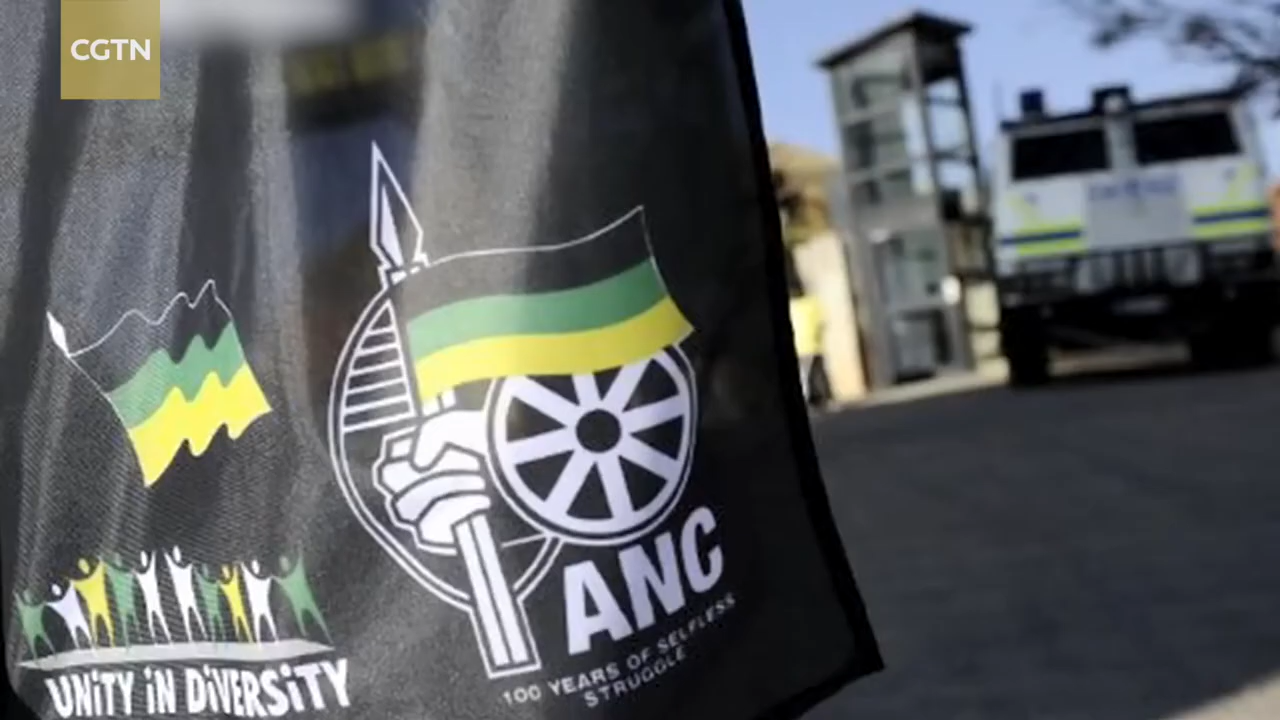 CGTN
ANC
100 YEARS OF SELFLESS
STRUGGLE
UNiTY iN DiVERSiTY